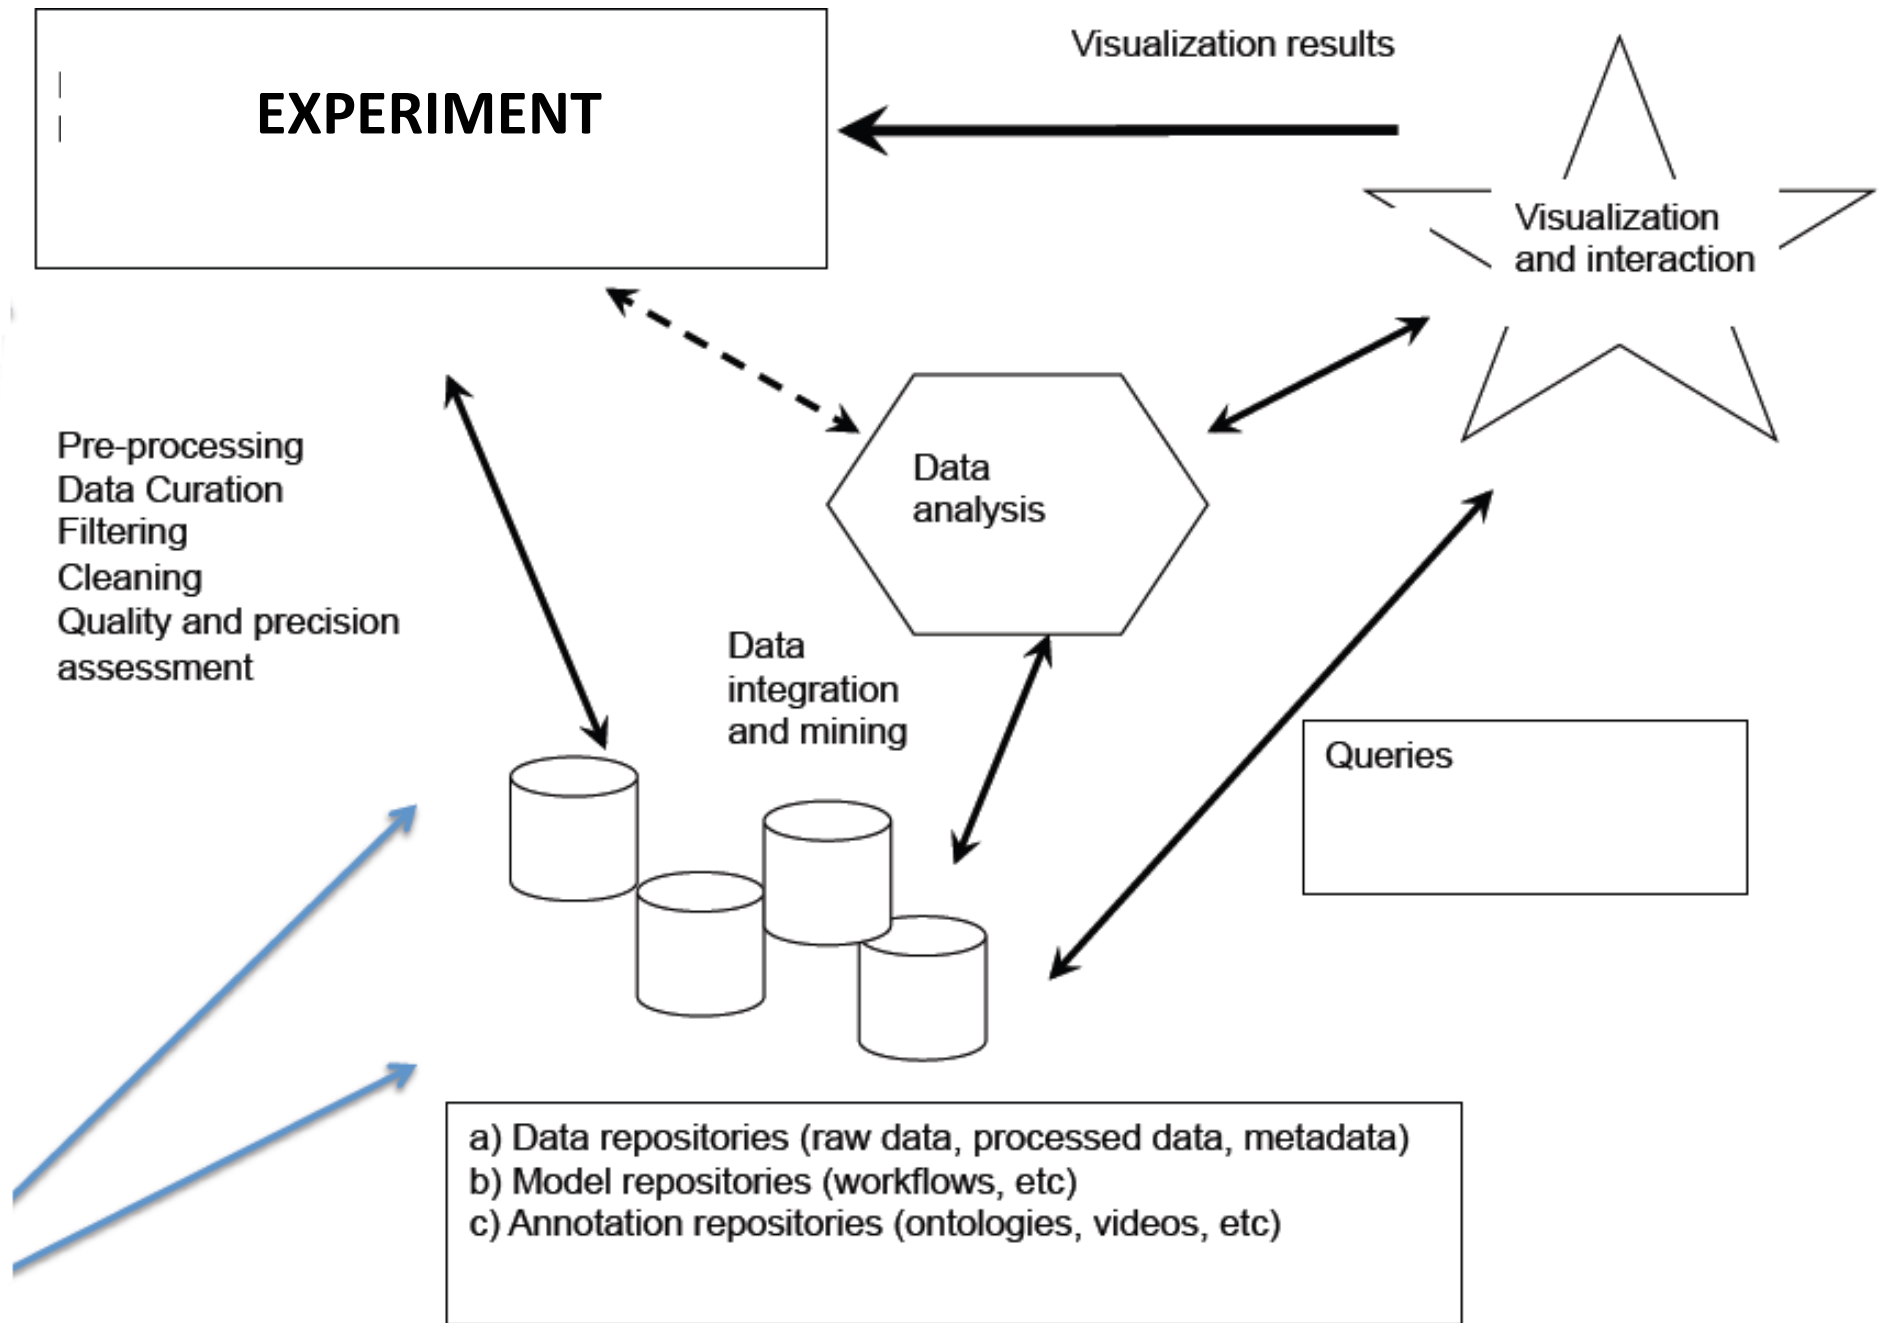 EXPERIMENT
Visualization results
Visualization
and interaction
Pre-processing
Data Curation
Filtering
Cleaning
Quality and precision
assessment
Data
analysis
Data
integration
and mining
Queries
a) Data repositories (raw data, processed data, metadata)
b) Model repositories (workflows, etc)
c) Annotation repositories (ontologies, videos, etc)